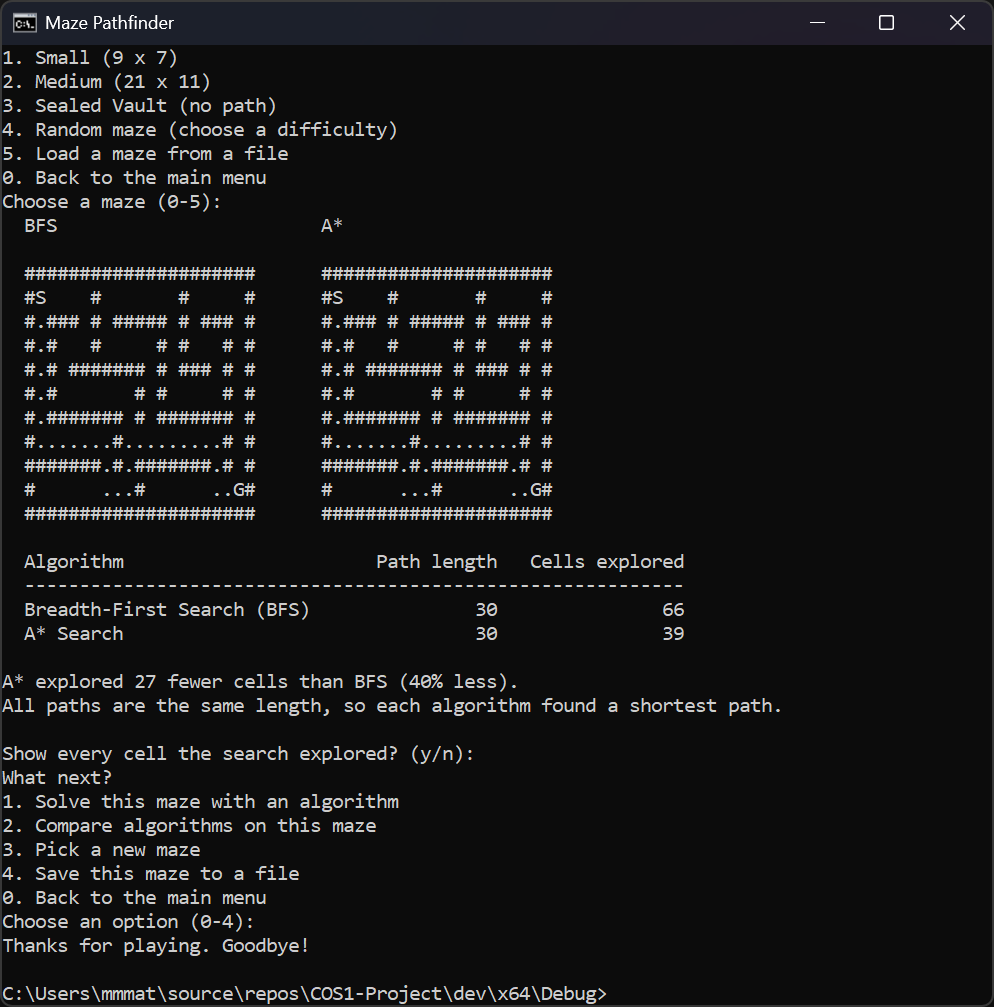 Maze Pathfinder
1. Small (9 x 7)
2. Medium (21 x 11)
3. Sealed Vault (no path)
4. Random maze (choose a difficulty)
5. Load a maze from a file
0. Back to the main menu
Choose a maze (0-5):
  BFS                        A*

  #####################      #####################
  #S    #       #     #      #S    #       #     #
  #.### # ##### # ### #      #.### # ##### # ### #
  #.#   #     # #   # #      #.#   #     # #   # #
  #.# ####### # ### # #      #.# ####### # ### # #
  #.#       # #     # #      #.#       # #     # #
  #.####### # ####### #      #.####### # ####### #
  #.......#.........# #      #.......#.........# #
  #######.#.#######.# #      #######.#.#######.# #
  #      ...#      ..G#      #      ...#      ..G#
  #####################      #####################

  Algorithm                       Path length   Cells explored
  ------------------------------------------------------------
  Breadth-First Search (BFS)               30               66
  A* Search                                30               39

A* explored 27 fewer cells than BFS (40% less).
All paths are the same length, so each algorithm found a shortest path.

Show every cell the search explored? (y/n):
What next?
1. Solve this maze with an algorithm
2. Compare algorithms on this maze
3. Pick a new maze
4. Save this maze to a file
0. Back to the main menu
Choose an option (0-4):
Thanks for playing. Goodbye!

C:\Users\mmmat\source\repos\COS1-Project\dev\x64\Debug>